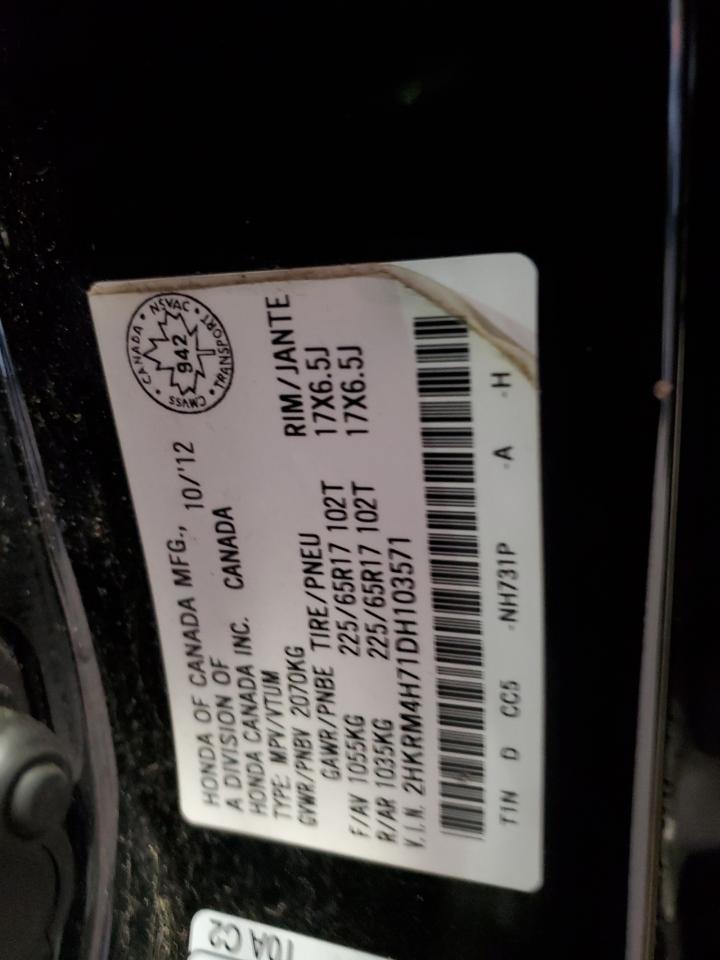 HONDA OF CANADA MFG., 10/'12
A DIVISION OF
HONDA CANADA INC. CANADA
CANADA • NSVAC • TRANSPORT • CMVSS •
942
TYPE: MPV/VTUM
GVWR/PNBV 2070KG
GAWR/PNBE TIRE/PNEU RIM/JANTE
F/AV 1055KG 225/65R17 102T 17X6.5J
R/AR 1035KG 225/65R17 102T 17X6.5J
V.I.N. 2HKRM4H71DH103571
TIN D CC5 -NH731P -A -H
10A C2